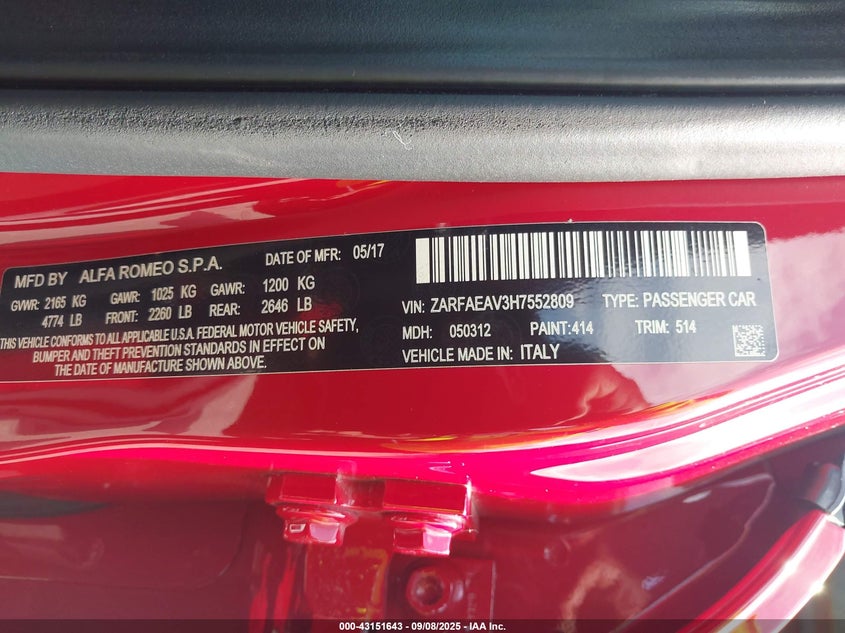 MFD BY ALFA ROMEO S.P.A. DATE OF MFR: 05/17
GVWR: 2165 KG GAWR: 1025 KG GAWR: 1200 KG
4774 LB FRONT: 2260 LB REAR: 2646 LB
THIS VEHICLE CONFORMS TO ALL APPLICABLE U.S.A. FEDERAL MOTOR VEHICLE SAFETY,
BUMPER AND THEFT PREVENTION STANDARDS IN EFFECT ON
THE DATE OF MANUFACTURE SHOWN ABOVE.
VIN: ZARFAEAV3H7552809 TYPE: PASSENGER CAR
MDH: 050312 PAINT:414 TRIM: 514
VEHICLE MADE IN: ITALY
000-43151643 - 09/08/2025 - IAA Inc.